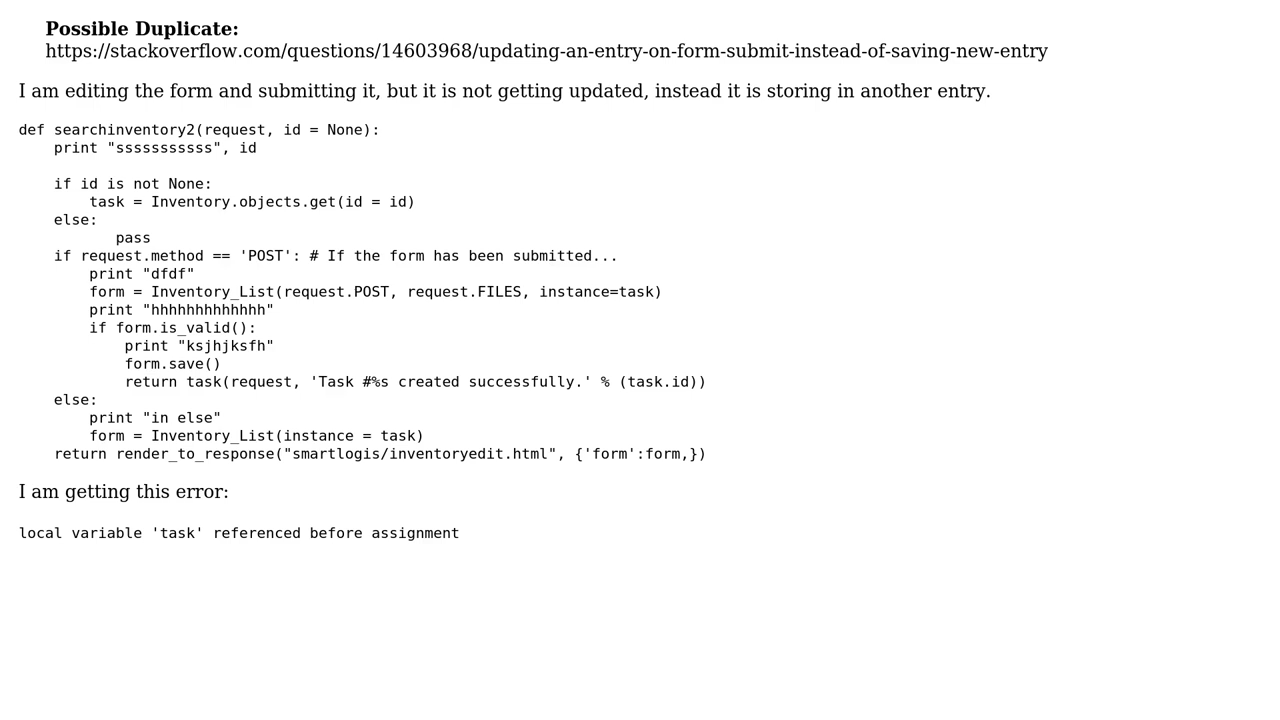 Possible Duplicate:
https://stackoverflow.com/questions/14603968/updating-an-entry-on-form-submit-instead-of-saving-new-entry
I am editing the form and submitting it, but it is not getting updated, instead it is storing in another entry.
def searchinventory2(request, id = None):
    print "sssssssssss", id
    if id is not None:
        task = Inventory.objects.get(id = id)
    else:
           pass
    if request.method == 'POST': # If the form has been submitted...
        print "dfdf"
        form = Inventory_List(request.POST, request.FILES, instance=task)
        print "hhhhhhhhhhhhh"
        if form.is_valid():
            print "ksjhjksfh"
            form.save()
            return task(request, 'Task #%s created successfully.' % (task.id))
    else:
        print "in else"
        form = Inventory_List(instance = task)
    return render_to_response("smartlogis/inventoryedit.html", {'form':form,})
I am getting this error:
local variable 'task' referenced before assignment